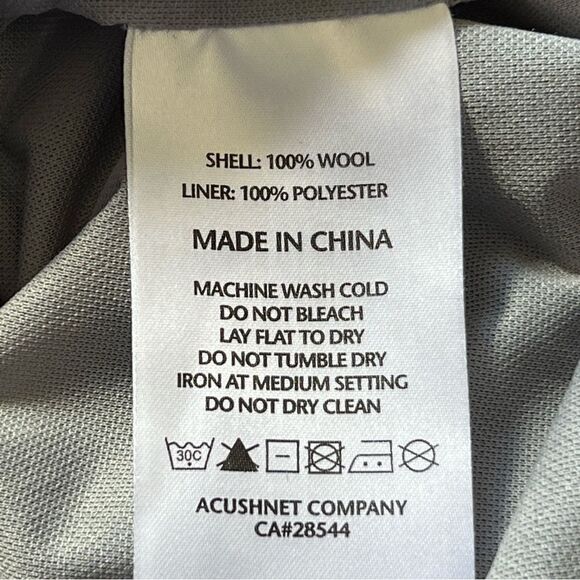 SHELL: 100% WOOL
LINER: 100% POLYESTER
MADE IN CHINA
MACHINE WASH COLD
DO NOT BLEACH
LAY FLAT TO DRY
DO NOT TUMBLE DRY
IRON AT MEDIUM SETTING
DO NOT DRY CLEAN
30C
ACUSHNET COMPANY
CA#28544